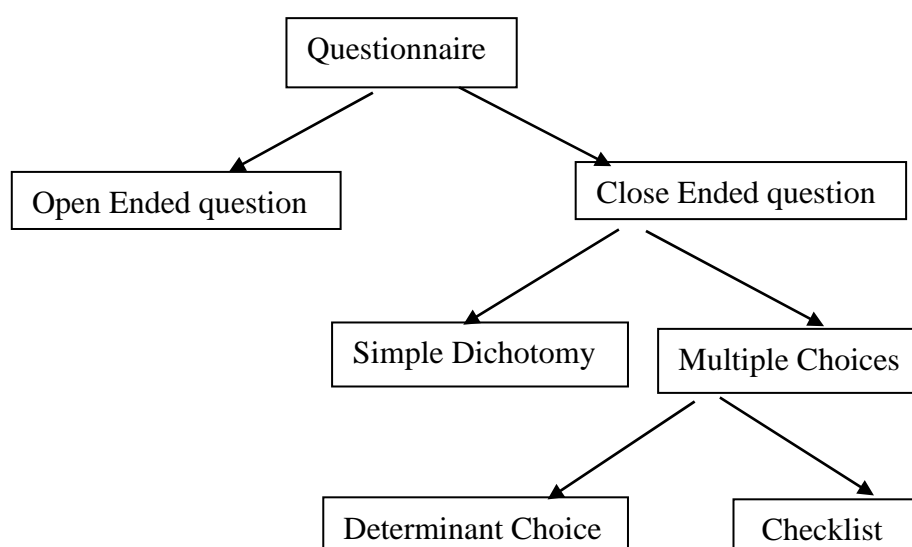 Questionnaire
Open Ended question
Close Ended question
Simple Dichotomy
Multiple Choices
Determinant Choice
Checklist